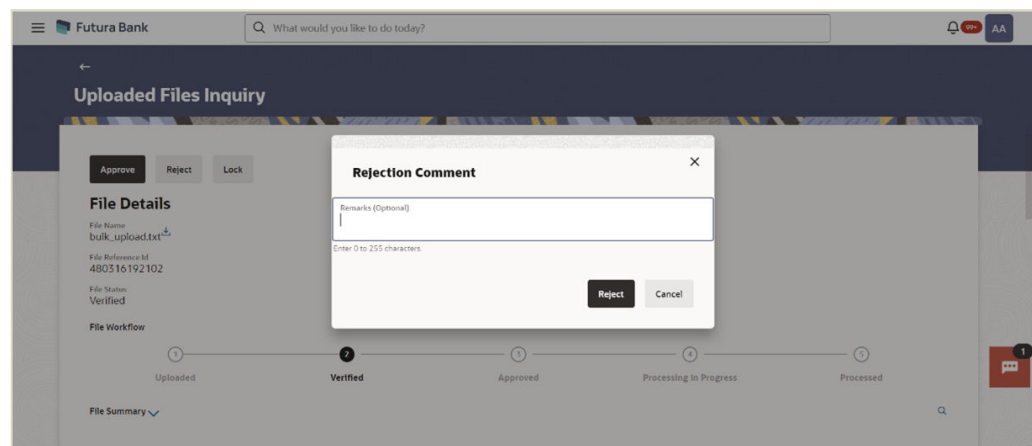 Futura Bank
What would you like to do today?
99+
AA
Uploaded Files Inquiry
Approve
Reject
Lock
Rejection Comment
Remarks (Optional)
Enter 0 to 255 characters.
Reject
Cancel
File Details
File Name
bulk_upload.txt
File Reference Id
480316192102
File Status
Verified
File Workflow
1
2
3
4
5
Uploaded
Verified
Approved
Processing In Progress
Processed
1
File Summary